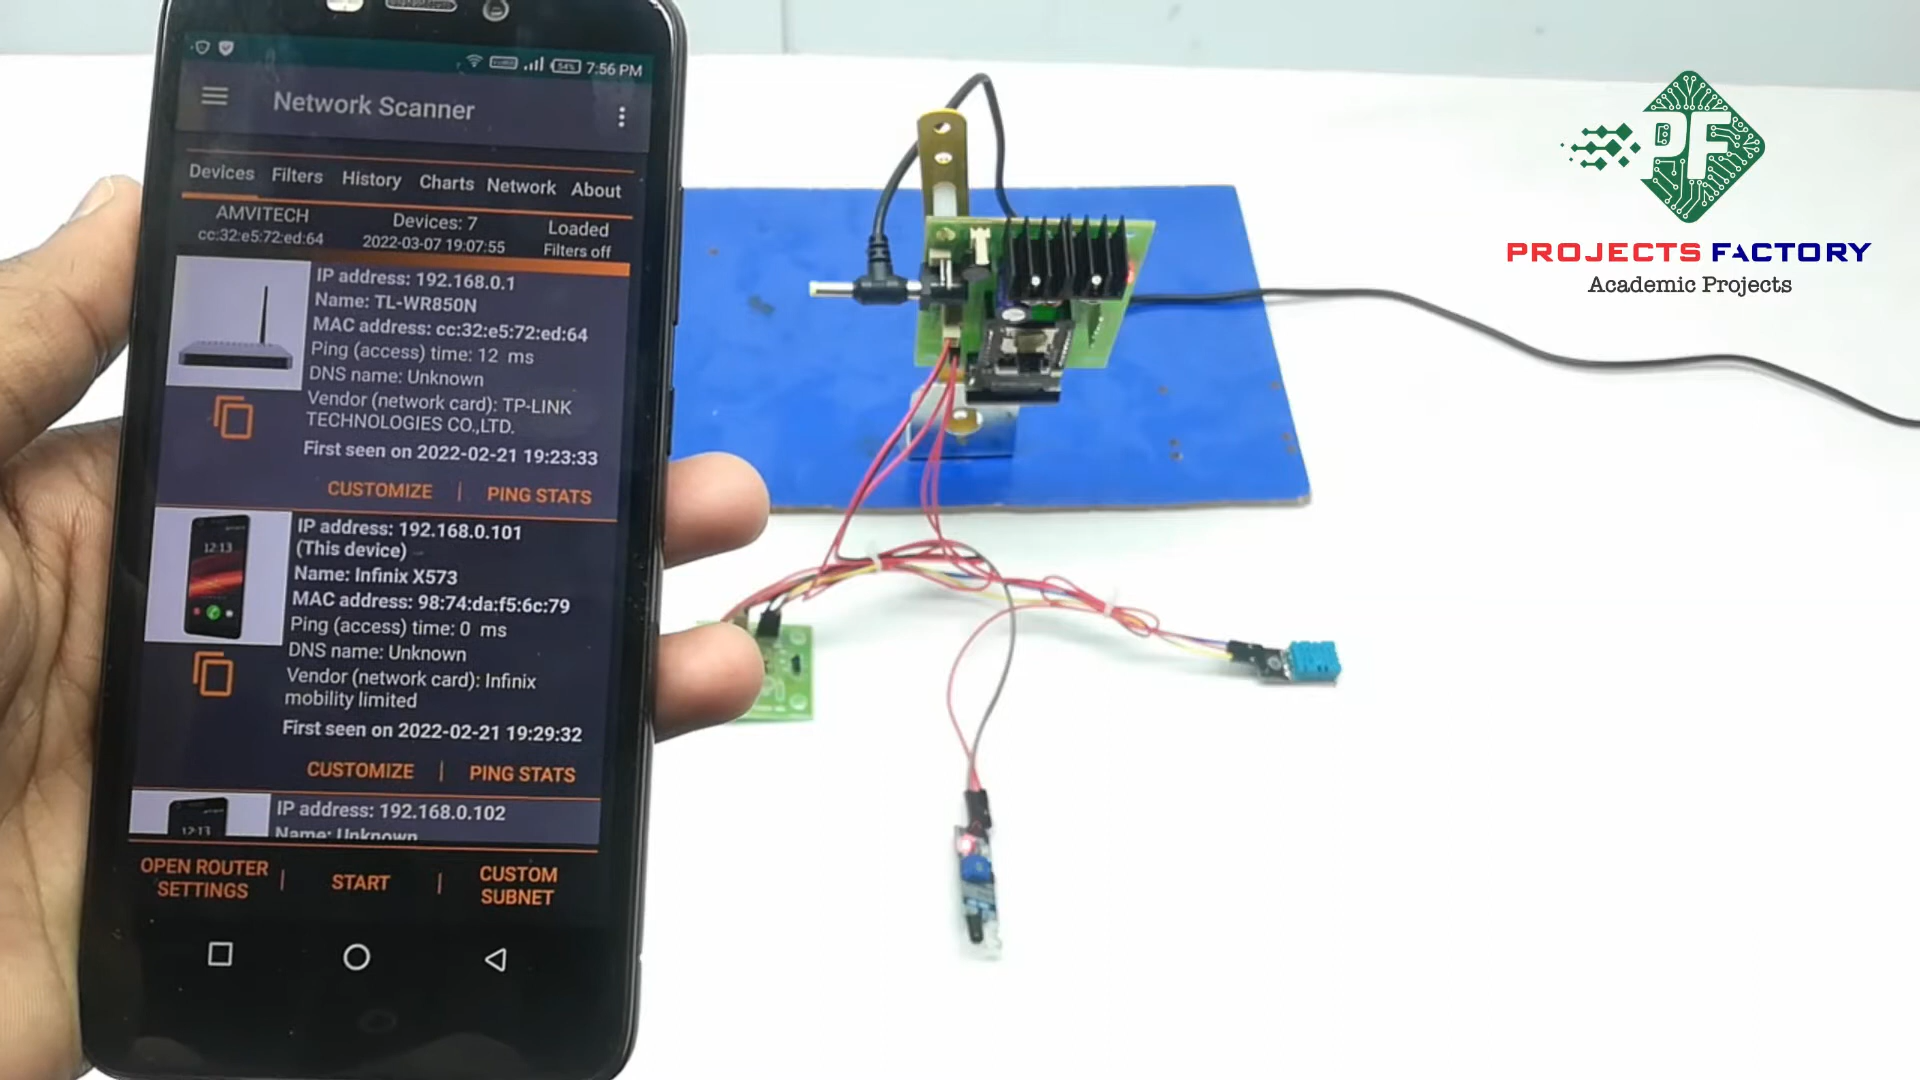 7:56 PM
Network Scanner
Devices Filters History Charts Network About
AMVITECH
cc:32:e5:72:ed:64
Devices: 7
2022-03-07 19:07:55
Loaded
Filters off
IP address: 192.168.0.1
Name: TL-WR850N
MAC address: cc:32:e5:72:ed:64
Ping (access) time: 12 ms
DNS name: Unknown
Vendor (network card): TP-LINK
TECHNOLOGIES CO.,LTD.
First seen on 2022-02-21 19:23:33
CUSTOMIZE | PING STATS
IP address: 192.168.0.101
(This device)
Name: Infinix X573
MAC address: 98:74:da:f5:6c:79
Ping (access) time: 0 ms
DNS name: Unknown
Vendor (network card): Infinix
mobility limited
First seen on 2022-02-21 19:29:32
CUSTOMIZE | PING STATS
12:13
IP address: 192.168.0.102
Name: Unknown
OPEN ROUTER
SETTINGS
START
CUSTOM
SUBNET
PF
PROJECTS FACTORY
Academic Projects